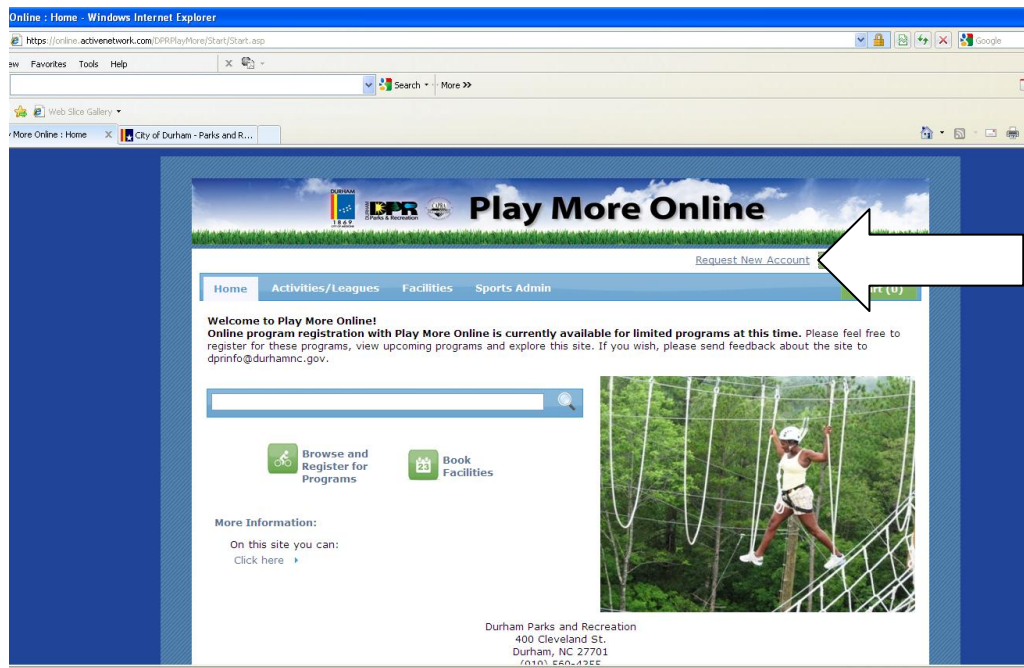 Online : Home - Windows Internet Explorer
https://online.activenetwork.com/DPRPlayMore/Start/Start.asp
Google
ew Favorites Tools Help
Search
More
Web Slice Gallery
More Online : Home
City of Durham - Parks and R...
DURHAM
1869
DPR
Parks & Recreation
Play More Online
Request New Account
Home Activities/Leagues Facilities Sports Admin
Welcome to Play More Online!
Online program registration with Play More Online is currently available for limited programs at this time. Please feel free to
register for these programs, view upcoming programs and explore this site. If you wish, please send feedback about the site to
dprinfo@durhamnc.gov.
Browse and
Register for
Programs
23
Book
Facilities
More Information:
On this site you can:
Click here
Durham Parks and Recreation
400 Cleveland St.
Durham, NC 27701
(919) 560-4355